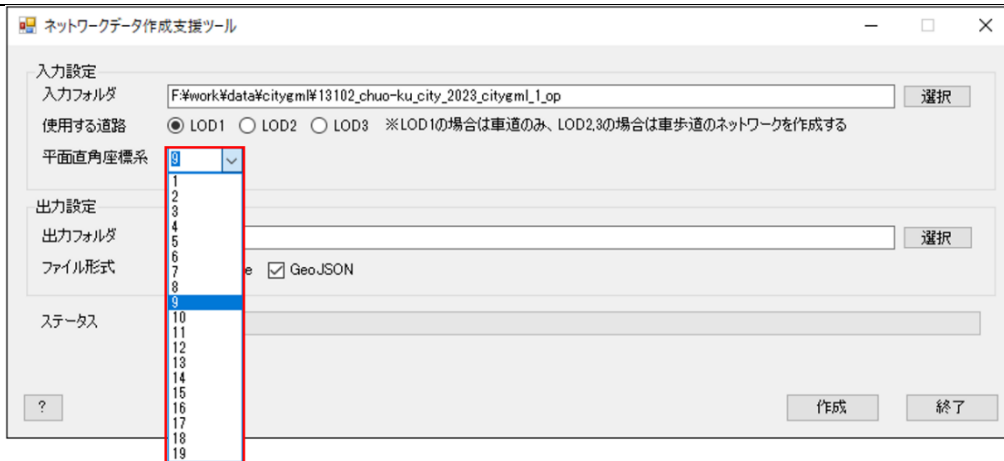 ネットワークデータ作成支援ツール
入力設定
入力フォルダ F:¥work¥data¥citygml¥13102_chuo-ku_city_2023_citygml_1_op 選択
使用する道路 LOD1 LOD2 LOD3 ※LOD1の場合は車道のみ、LOD2,3の場合は車歩道のネットワークを作成する
平面直角座標系 9
1
2
3
4
5
6
7
8
9
10
11
12
13
14
15
16
17
18
19
出力設定
出力フォルダ 選択
ファイル形式 e GeoJSON
ステータス
? 作成 終了